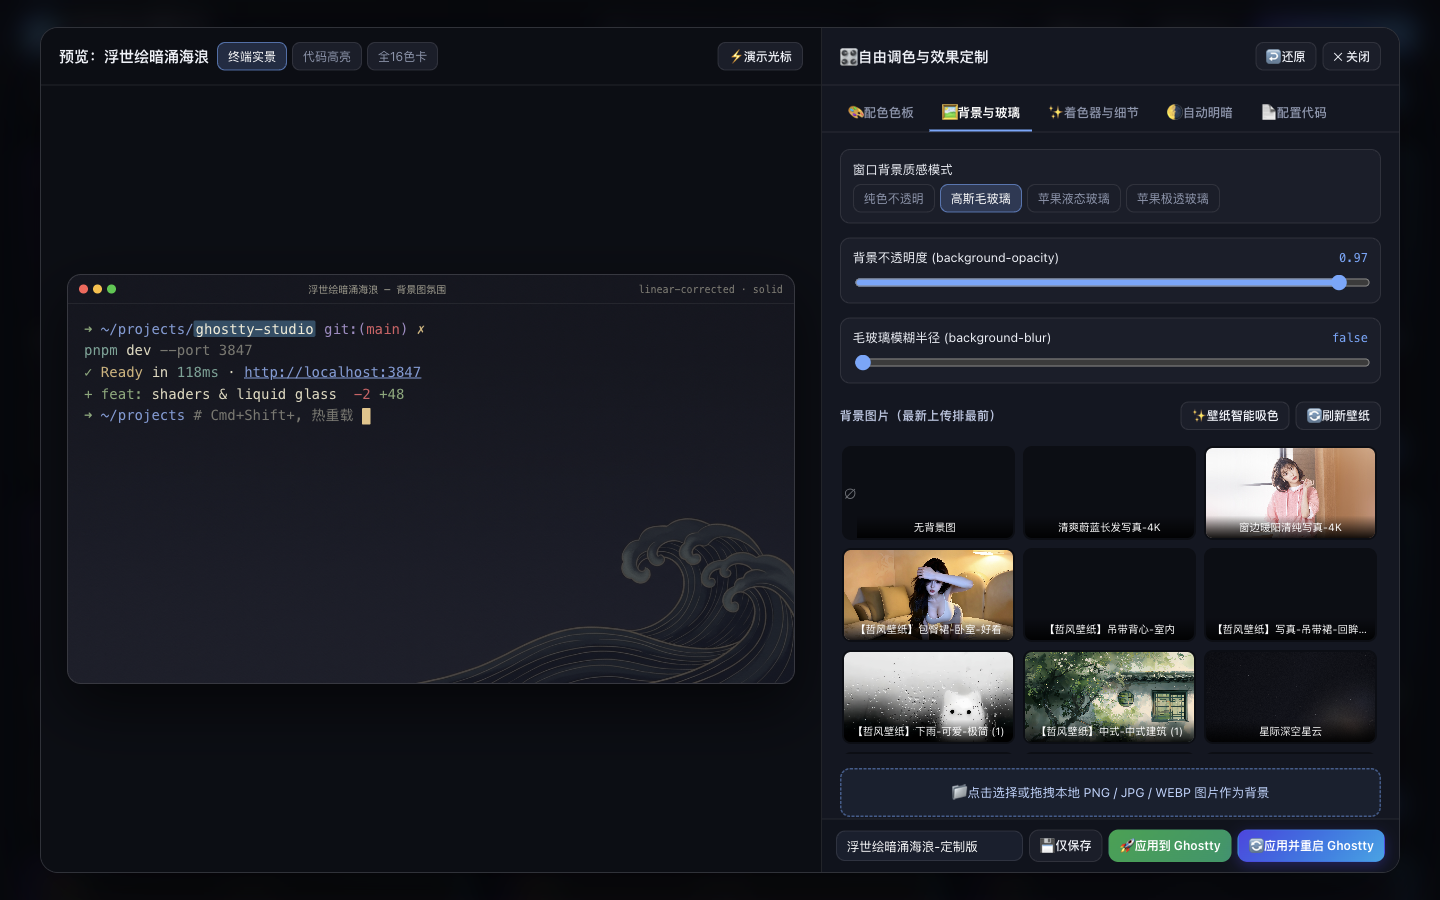 预览：浮世绘暗涌海浪
终端实景
代码高亮
全16色卡
⚡演示光标
浮世绘暗涌海浪 — 背景图氛围
linear-corrected · solid
→ ~/projects/ghostty-studio git:(main) ✗
pnpm dev --port 3847
✓ Ready in 118ms · http://localhost:3847
+ feat: shaders & liquid glass −2 +48
→ ~/projects # Cmd+Shift+, 热重载
🎛️自由调色与效果定制
↩️还原
× 关闭
🎨配色色板
🖼️背景与玻璃
✨着色器与细节
🌗自动明暗
📄配置代码
窗口背景质感模式
纯色不透明
高斯毛玻璃
苹果液态玻璃
苹果极透玻璃
背景不透明度 (background-opacity)
0.97
毛玻璃模糊半径 (background-blur)
false
背景图片（最新上传排最前）
✨壁纸智能吸色
🔄刷新壁纸
∅
无背景图
清爽蔚蓝长发写真-4K
窗边暖阳清纯写真-4K
【哲风壁纸】包臀裙-卧室-好看
【哲风壁纸】吊带背心-室内
【哲风壁纸】写真-吊带裙-回眸...
【哲风壁纸】下雨-可爱-极简 (1)
【哲风壁纸】中式-中式建筑 (1)
星际深空星云
📁点击选择或拖拽本地 PNG / JPG / WEBP 图片作为背景
浮世绘暗涌海浪-定制版
💾仅保存
🚀应用到 Ghostty
🔄应用并重启 Ghostty